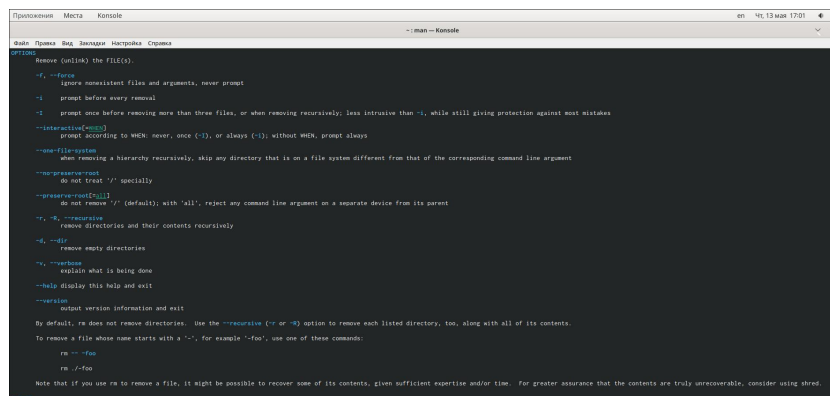 Приложения Места Konsole en Чт, 13 мая 17:01
~ : man — Konsole
Файл Правка Вид Закладки Настройка Справка
OPTIONS
Remove (unlink) the FILE(s).
-f, --force
ignore nonexistent files and arguments, never prompt
-i prompt before every removal
-I prompt once before removing more than three files, or when removing recursively; less intrusive than -i, while still giving protection against most mistakes
--interactive[=WHEN]
prompt according to WHEN: never, once (-I), or always (-i); without WHEN, prompt always
--one-file-system
when removing a hierarchy recursively, skip any directory that is on a file system different from that of the corresponding command line argument
--no-preserve-root
do not treat '/' specially
--preserve-root[=all]
do not remove '/' (default); with 'all', reject any command line argument on a separate device from its parent
-r, -R, --recursive
remove directories and their contents recursively
-d, --dir
remove empty directories
-v, --verbose
explain what is being done
--help display this help and exit
--version
output version information and exit
By default, rm does not remove directories. Use the --recursive (-r or -R) option to remove each listed directory, too, along with all of its contents.
To remove a file whose name starts with a '-', for example '-foo', use one of these commands:
rm -- -foo
rm ./-foo
Note that if you use rm to remove a file, it might be possible to recover some of its contents, given sufficient expertise and/or time. For greater assurance that the contents are truly unrecoverable, consider using shred.